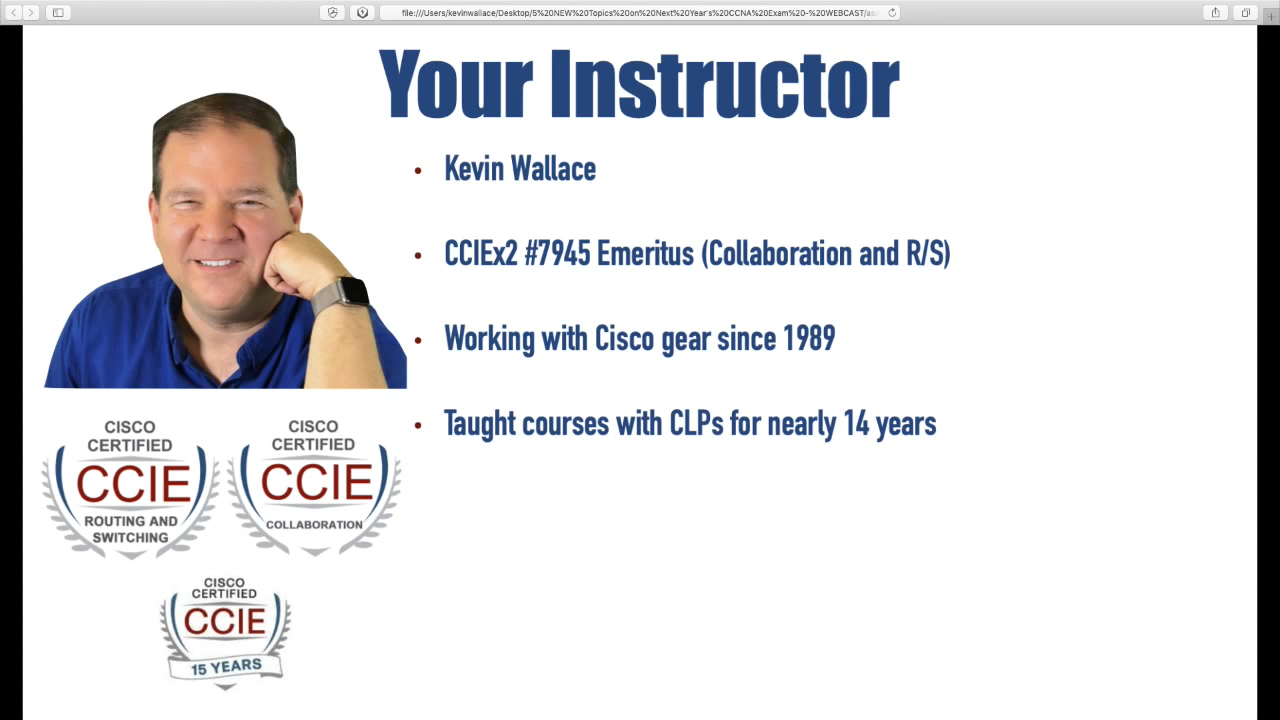 file:///Users/kevinwallace/Desktop/5%20NEW%20Topics%20on%20Next%20Year's%20CCNA%20Exam%20-%20WEBCAST/as
Your Instructor
• Kevin Wallace
• CCIEx2 #7945 Emeritus (Collaboration and R/S)
• Working with Cisco gear since 1989
• Taught courses with CLPs for nearly 14 years
CISCO
CERTIFIED
CCIE
ROUTING AND
SWITCHING
CISCO
CERTIFIED
CCIE
COLLABORATION
CISCO
CERTIFIED
CCIE
15 YEARS